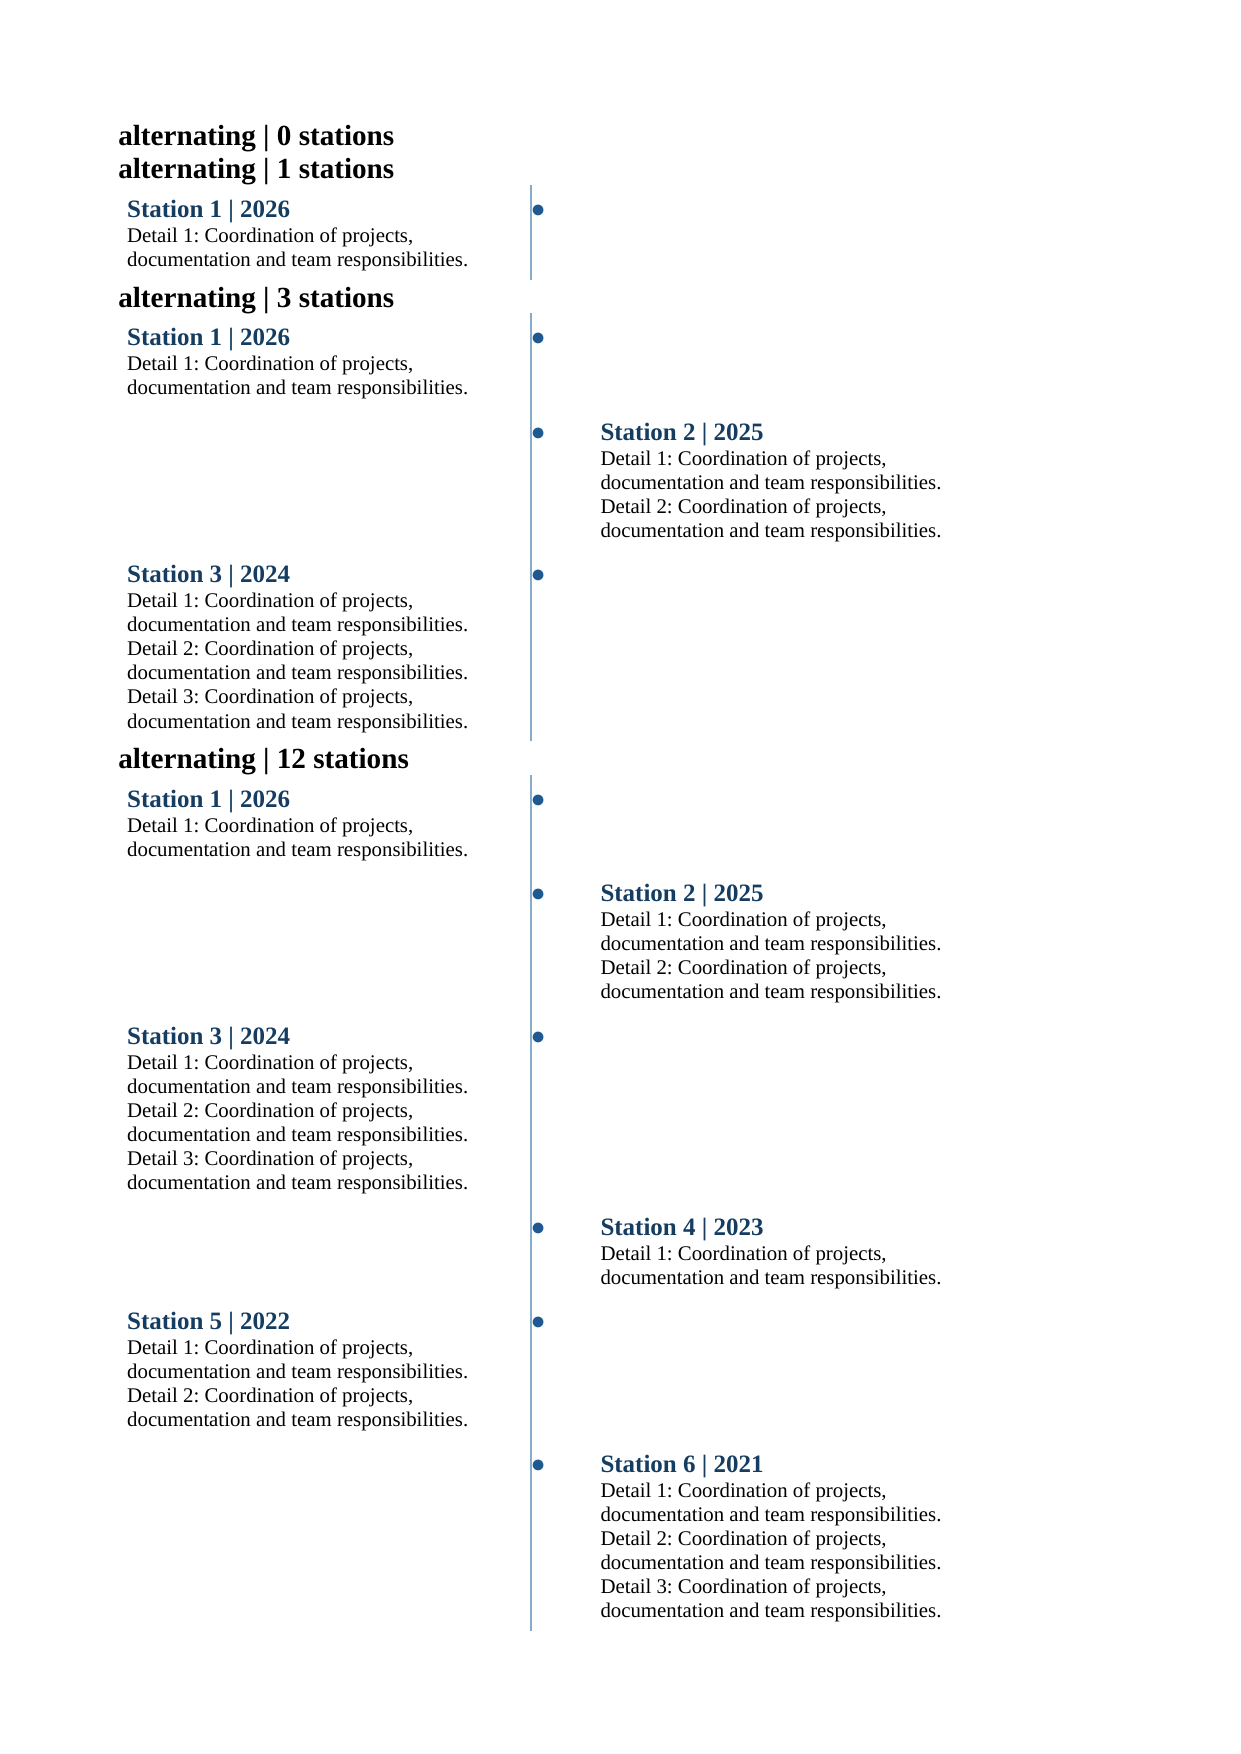 alternating | 0 stations
alternating | 1 stations
Station 1 | 2026
Detail 1: Coordination of projects,
documentation and team responsibilities.
alternating | 3 stations
Station 1 | 2026
Detail 1: Coordination of projects,
documentation and team responsibilities.
Station 2 | 2025
Detail 1: Coordination of projects,
documentation and team responsibilities.
Detail 2: Coordination of projects,
documentation and team responsibilities.
Station 3 | 2024
Detail 1: Coordination of projects,
documentation and team responsibilities.
Detail 2: Coordination of projects,
documentation and team responsibilities.
Detail 3: Coordination of projects,
documentation and team responsibilities.
alternating | 12 stations
Station 1 | 2026
Detail 1: Coordination of projects,
documentation and team responsibilities.
Station 2 | 2025
Detail 1: Coordination of projects,
documentation and team responsibilities.
Detail 2: Coordination of projects,
documentation and team responsibilities.
Station 3 | 2024
Detail 1: Coordination of projects,
documentation and team responsibilities.
Detail 2: Coordination of projects,
documentation and team responsibilities.
Detail 3: Coordination of projects,
documentation and team responsibilities.
Station 4 | 2023
Detail 1: Coordination of projects,
documentation and team responsibilities.
Station 5 | 2022
Detail 1: Coordination of projects,
documentation and team responsibilities.
Detail 2: Coordination of projects,
documentation and team responsibilities.
Station 6 | 2021
Detail 1: Coordination of projects,
documentation and team responsibilities.
Detail 2: Coordination of projects,
documentation and team responsibilities.
Detail 3: Coordination of projects,
documentation and team responsibilities.